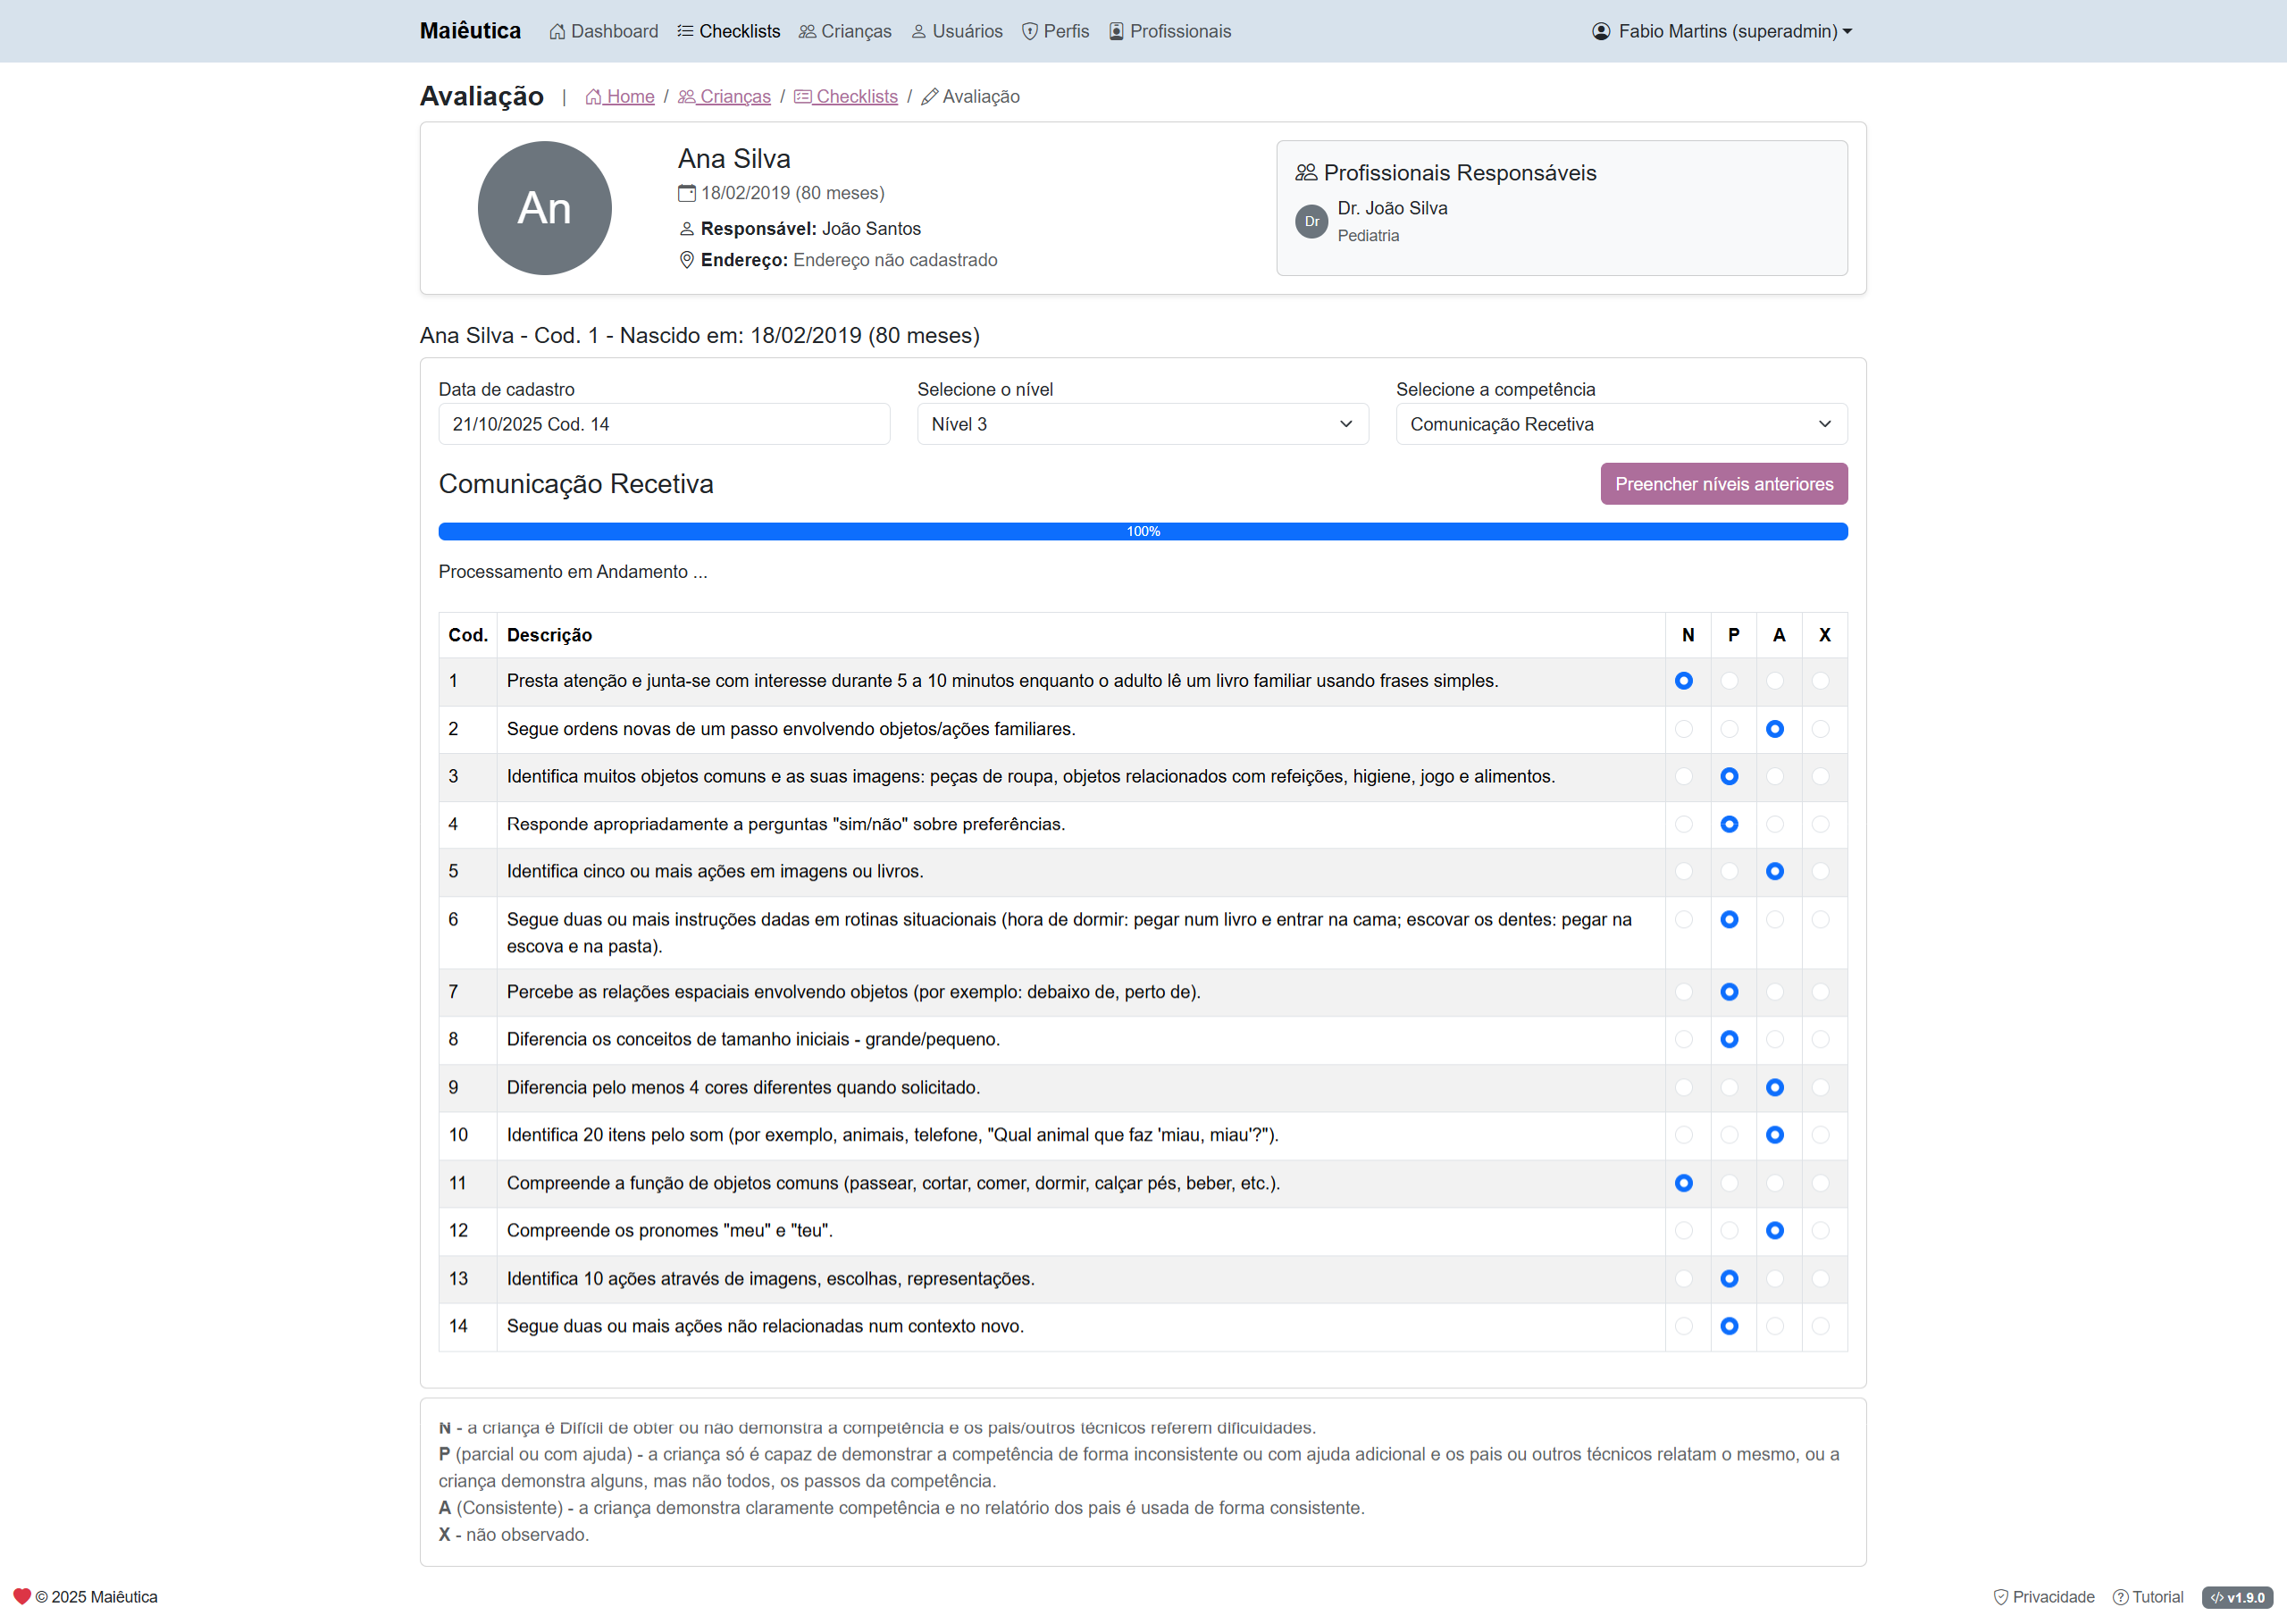 Maiêutica Dashboard Checklists Crianças Usuários Perfis Profissionais Fabio Martins (superadmin)
Avaliação | Home / Crianças / Checklists / Avaliação
An
Ana Silva
18/02/2019 (80 meses)
Responsável: João Santos
Endereço: Endereço não cadastrado
Profissionais Responsáveis
Dr
Dr. João Silva
Pediatria
Ana Silva - Cod. 1 - Nascido em: 18/02/2019 (80 meses)
Data de cadastro
21/10/2025 Cod. 14
Selecione o nível
Nível 3
Selecione a competência
Comunicação Recetiva
Comunicação Recetiva
Preencher níveis anteriores
100%
Processamento em Andamento ...
Cod. Descrição N P A X
1 Presta atenção e junta-se com interesse durante 5 a 10 minutos enquanto o adulto lê um livro familiar usando frases simples.
2 Segue ordens novas de um passo envolvendo objetos/ações familiares.
3 Identifica muitos objetos comuns e as suas imagens: peças de roupa, objetos relacionados com refeições, higiene, jogo e alimentos.
4 Responde apropriadamente a perguntas "sim/não" sobre preferências.
5 Identifica cinco ou mais ações em imagens ou livros.
6 Segue duas ou mais instruções dadas em rotinas situacionais (hora de dormir: pegar num livro e entrar na cama; escovar os dentes: pegar na
escova e na pasta).
7 Percebe as relações espaciais envolvendo objetos (por exemplo: debaixo de, perto de).
8 Diferencia os conceitos de tamanho iniciais - grande/pequeno.
9 Diferencia pelo menos 4 cores diferentes quando solicitado.
10 Identifica 20 itens pelo som (por exemplo, animais, telefone, "Qual animal que faz 'miau, miau'?").
11 Compreende a função de objetos comuns (passear, cortar, comer, dormir, calçar pés, beber, etc.).
12 Compreende os pronomes "meu" e "teu".
13 Identifica 10 ações através de imagens, escolhas, representações.
14 Segue duas ou mais ações não relacionadas num contexto novo.
N - a criança é Difícil de obter ou não demonstra a competência e os pais/outros técnicos referem dificuldades.
P (parcial ou com ajuda) - a criança só é capaz de demonstrar a competência de forma inconsistente ou com ajuda adicional e os pais ou outros técnicos relatam o mesmo, ou a
criança demonstra alguns, mas não todos, os passos da competência.
A (Consistente) - a criança demonstra claramente competência e no relatório dos pais é usada de forma consistente.
X - não observado.
© 2025 Maiêutica
Privacidade Tutorial v1.9.0